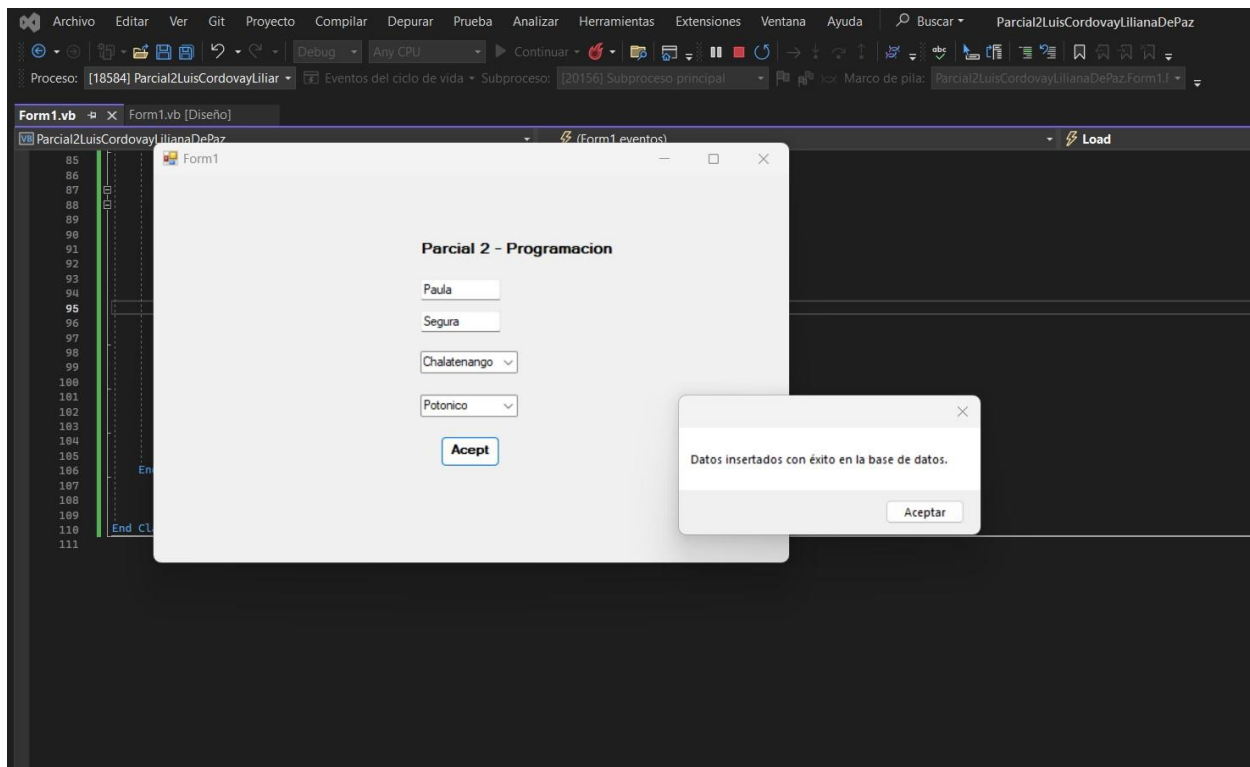 Archivo Editar Ver Git Proyecto Compilar Depurar Prueba Analizar Herramientas Extensiones Ventana Ayuda Buscar Parcial2LuisCordovayLilianaDePaz
Debug Any CPU Continuar
Proceso: [18584] Parcial2LuisCordovayLiliar Eventos del ciclo de vida Subproceso: [20156] Subproceso principal Marco de pila: Parcial2LuisCordovayLilianaDePaz.Form1.F
Form1.vb Form1.vb [Diseño]
VB Parcial2LuisCordovayLilianaDePaz (Form1 eventos) Load
85
Form1
86
87
88
89
90
91
Parcial 2 - Programacion
92
93
94
Paula
95
96
Segura
97
98
99
Chalatenango
100
101
102
Potonico
103
104
105
Acept
106 En
107
108
109
110 End Cl
111
Datos insertados con éxito en la base de datos.
Aceptar